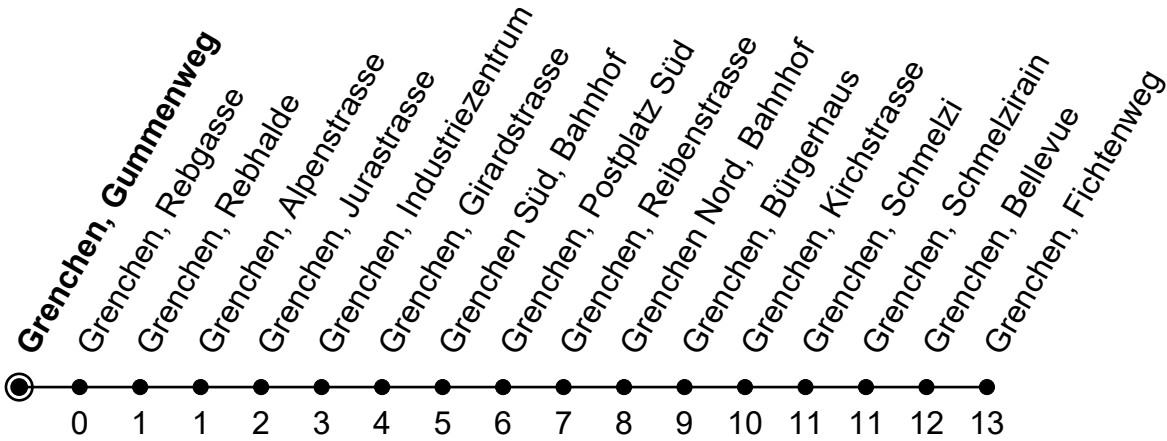 Grenchen, Gummenweg
Grenchen, Rebgasse
Grenchen, Rebhalde
Grenchen, Alpenstrasse
Grenchen, Jurastrasse
Grenchen, Industriezentrum
Grenchen, Girardstrasse
Grenchen Süd, Bahnhof
Grenchen, Postplatz Süd
Grenchen, Reibenstrasse
Grenchen Nord, Bahnhof
Grenchen, Bürgerhaus
Grenchen, Kirchstrasse
Grenchen, Schmelzi
Grenchen, Schmelzirain
Grenchen, Bellevue
Grenchen, Fichtenweg
0 1 1 2 3 4 5 6 7 8 9 10 11 11 12 13